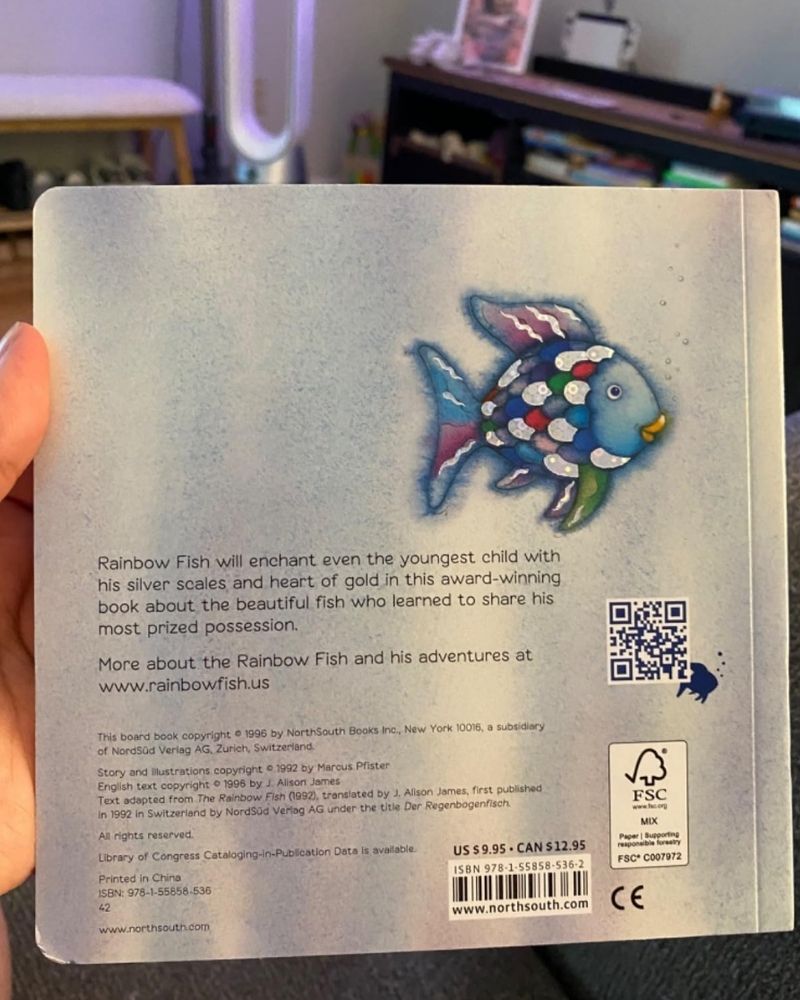 Rainbow Fish will enchant even the youngest child with
his silver scales and heart of gold in this award-winning
book about the beautiful fish who learned to share his
most prized possession.
More about the Rainbow Fish and his adventures at
www.rainbowfish.us
This board book copyright © 1996 by NorthSouth Books Inc., New York 10016, a subsidiary
of NordSüd Verlag AG, Zurich, Switzerland.
Story and illustrations copyright © 1992 by Marcus Pfister
English text copyright © 1996 by J. Alison James
Text adapted from The Rainbow Fish (1992), translated by J. Alison James, first published
in 1992 in Switzerland by NordSüd Verlag AG under the title Der Regenbogenfisch.
All rights reserved.
Library of Congress Cataloging-in-Publication Data is available.
Printed in China
ISBN: 978-1-55858-536
42
www.northsouth.com
US $9.95 • CAN $12.95
ISBN 978-1-55858-536-2
www.northsouth.com
FSC
www.fsc.org
MIX
Paper | Supporting
responsible forestry
FSC® C007972
CE